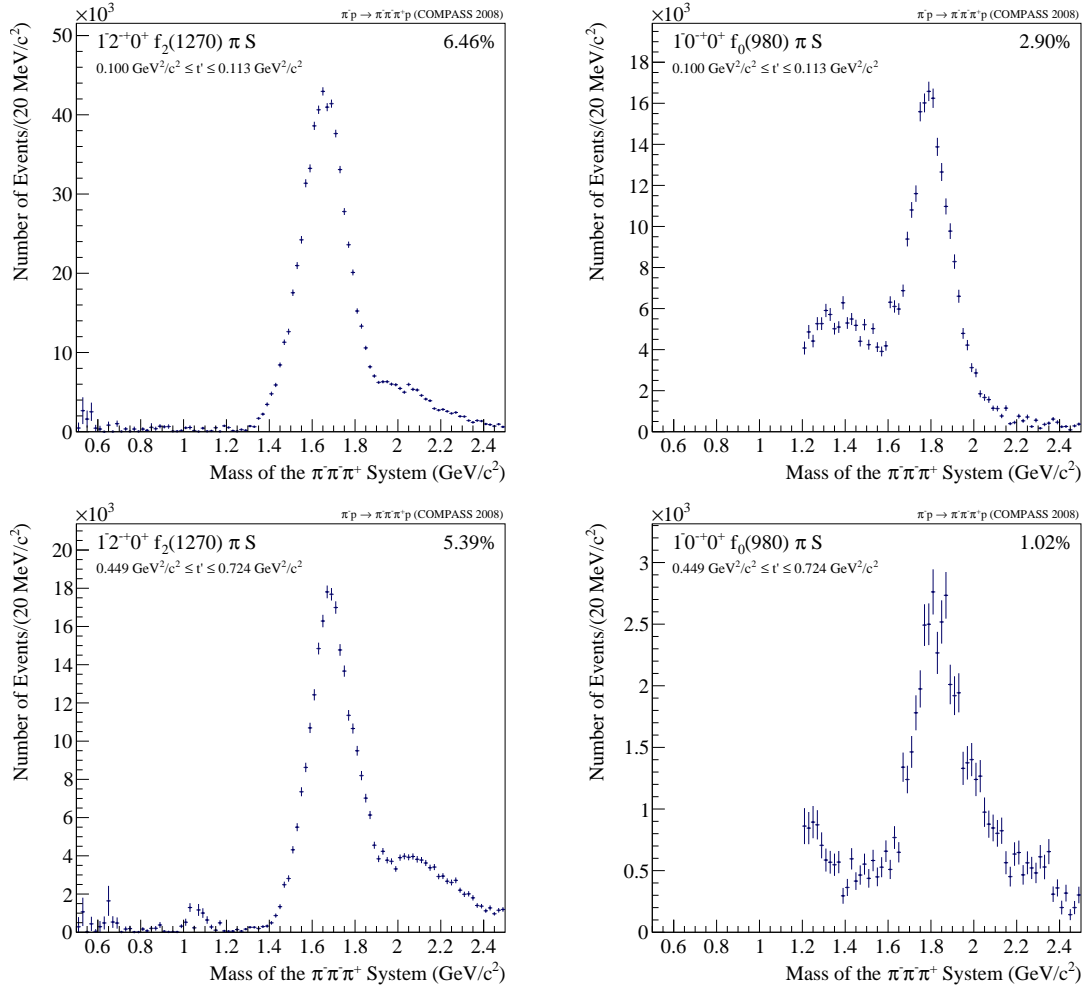 π⁻p → π⁻π⁻π⁺p (COMPASS 2008)
×10³
1⁻2⁻⁺0⁺ f₂(1270) π S 6.46%
0.100 GeV²/c² ≤ t' ≤ 0.113 GeV²/c²
Number of Events/(20 MeV/c²)
50
40
30
20
10
0
0.6 0.8 1 1.2 1.4 1.6 1.8 2 2.2 2.4
Mass of the π⁻π⁻π⁺ System (GeV/c²)
π⁻p → π⁻π⁻π⁺p (COMPASS 2008)
×10³
1⁻0⁻⁺0⁺ f₀(980) π S 2.90%
0.100 GeV²/c² ≤ t' ≤ 0.113 GeV²/c²
Number of Events/(20 MeV/c²)
18
16
14
12
10
8
6
4
2
0
0.6 0.8 1 1.2 1.4 1.6 1.8 2 2.2 2.4
Mass of the π⁻π⁻π⁺ System (GeV/c²)
π⁻p → π⁻π⁻π⁺p (COMPASS 2008)
×10³
1⁻2⁻⁺0⁺ f₂(1270) π S 5.39%
0.449 GeV²/c² ≤ t' ≤ 0.724 GeV²/c²
Number of Events/(20 MeV/c²)
20
18
16
14
12
10
8
6
4
2
0
0.6 0.8 1 1.2 1.4 1.6 1.8 2 2.2 2.4
Mass of the π⁻π⁻π⁺ System (GeV/c²)
π⁻p → π⁻π⁻π⁺p (COMPASS 2008)
×10³
1⁻0⁻⁺0⁺ f₀(980) π S 1.02%
0.449 GeV²/c² ≤ t' ≤ 0.724 GeV²/c²
Number of Events/(20 MeV/c²)
3
2.5
2
1.5
1
0.5
0
0.6 0.8 1 1.2 1.4 1.6 1.8 2 2.2 2.4
Mass of the π⁻π⁻π⁺ System (GeV/c²)